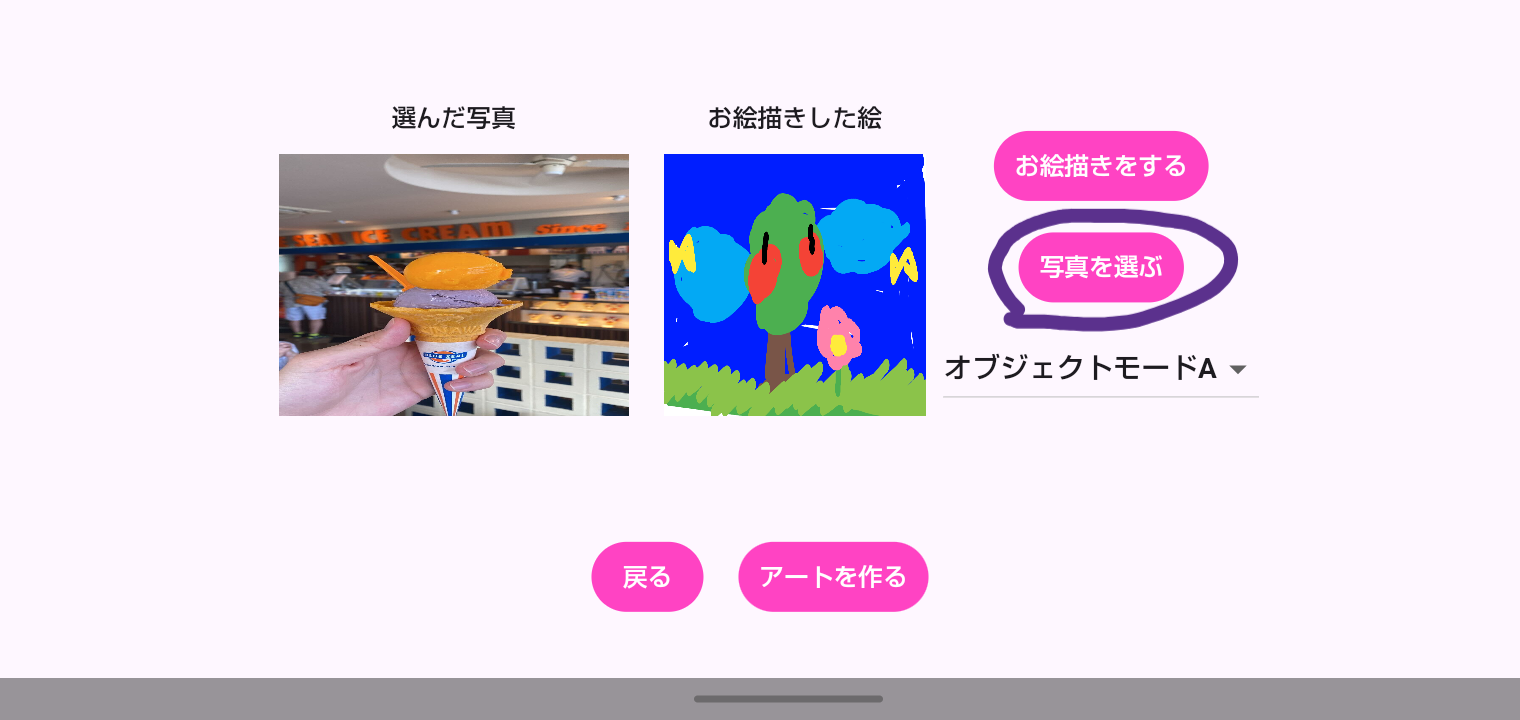 選んだ写真
お絵描きした絵
お絵描きをする
写真を選ぶ
オブジェクトモードA
SEAL ICE CREAM Since
戻る
アートを作る